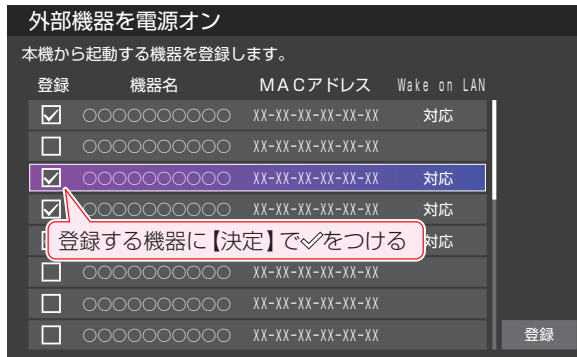 外部機器を電源オン
本機から起動する機器を登録します。
登録 機器名 MACアドレス Wake on LAN
○○○○○○○○○○ XX-XX-XX-XX-XX-XX 対応
○○○○○○○○○○ XX-XX-XX-XX-XX-XX
○○○○○○○○○○ XX-XX-XX-XX-XX-XX 対応
○○○○○○○○○○ XX-XX-XX-XX-XX-XX 対応
登録する機器に【決定】で✓をつける 対応
○○○○○○○○○○ XX-XX-XX-XX-XX-XX
○○○○○○○○○○ XX-XX-XX-XX-XX-XX
○○○○○○○○○○ XX-XX-XX-XX-XX-XX
登録